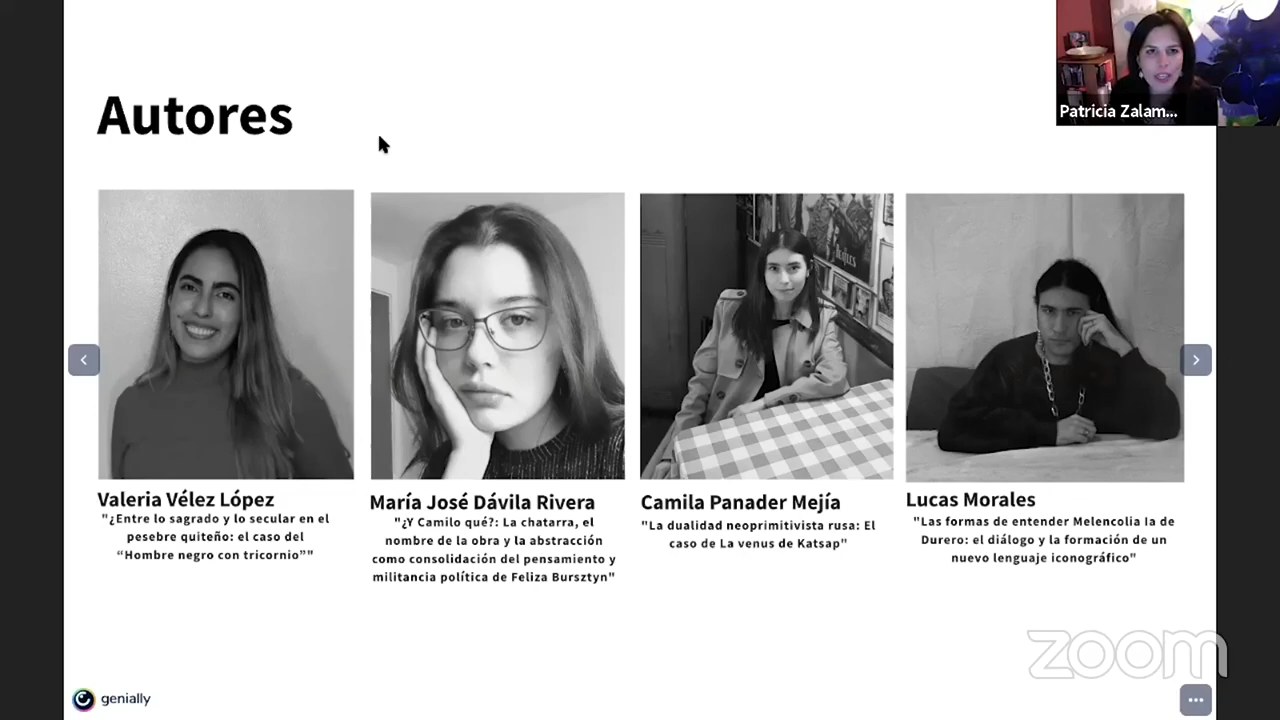 Autores
Patricia Zalam...
Valeria Vélez López
"¿Entre lo sagrado y lo secular en el
pesebre quiteño: el caso del
“Hombre negro con tricornio””
María José Dávila Rivera
"¿Y Camilo qué?: La chatarra, el
nombre de la obra y la abstracción
como consolidación del pensamiento y
militancia política de Feliza Bursztyn"
Camila Panader Mejía
"La dualidad neoprimitivista rusa: El
caso de La venus de Katsap"
Lucas Morales
"Las formas de entender Melencolia Ia de
Durero: el diálogo y la formación de un
nuevo lenguaje iconográfico"
zoom
genially